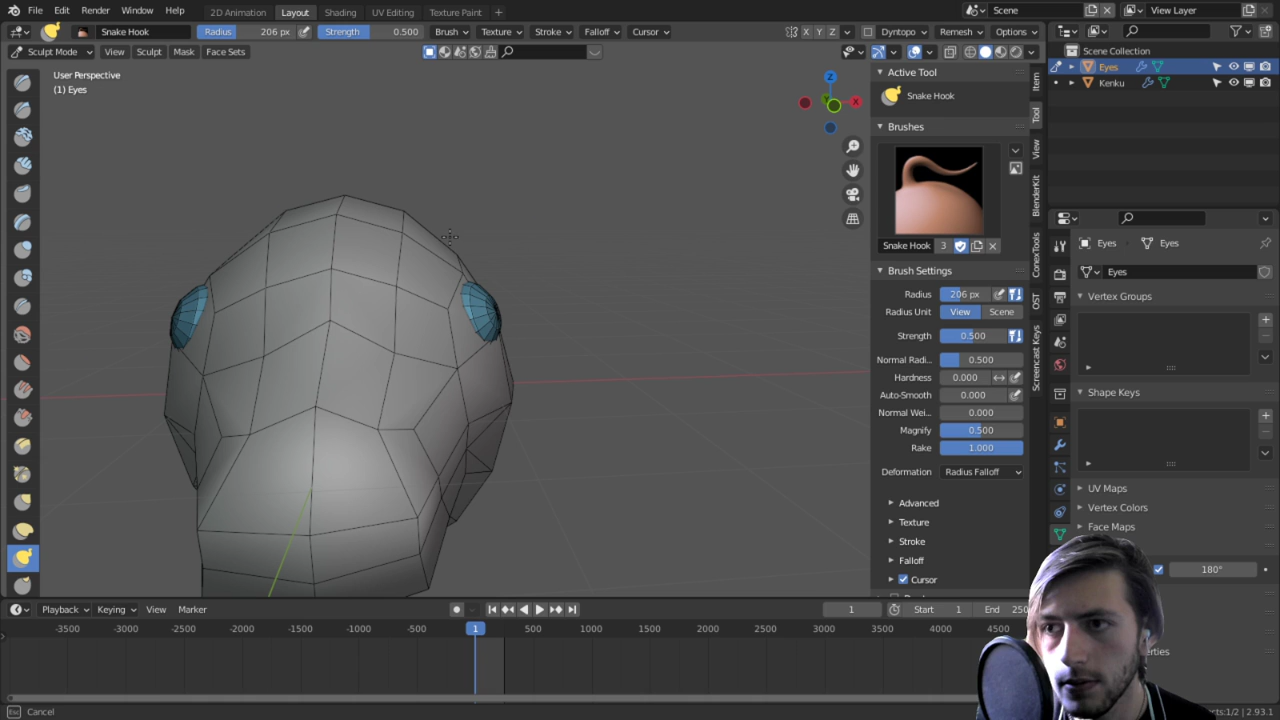 File Edit Render Window Help 2D Animation Layout Shading UV Editing Texture Paint + Scene View Layer
Snake Hook Radius 206 px Strength 0.500 Brush Texture Stroke Falloff Cursor X Y Z Dyntopo Remesh Options
Sculpt Mode View Sculpt Mask Face Sets
Scene Collection
Eyes
Kenku
User Perspective
(1) Eyes
Z
X
Active Tool
Snake Hook
Brushes
Snake Hook 3
Brush Settings
Radius 206 px
Radius Unit View Scene
Strength 0.500
Normal Radi... 0.500
Hardness 0.000
Auto-Smooth 0.000
Normal Wei... 0.000
Magnify 0.500
Rake 1.000
Deformation Radius Falloff
Advanced
Texture
Stroke
Falloff
Cursor
Item
Tool
View
BlenderKit
ConexTools
OST
Screencast Keys
Eyes Eyes
Eyes
Vertex Groups
Shape Keys
UV Maps
Vertex Colors
Face Maps
180°
Playback Keying View Marker 1 Start 1 End 250
-3500 -3000 -2500 -2000 -1500 -1000 -500 1 500 1000 1500 2000 2500 3000 3500 4000 4500
Esc Cancel
2.93.1